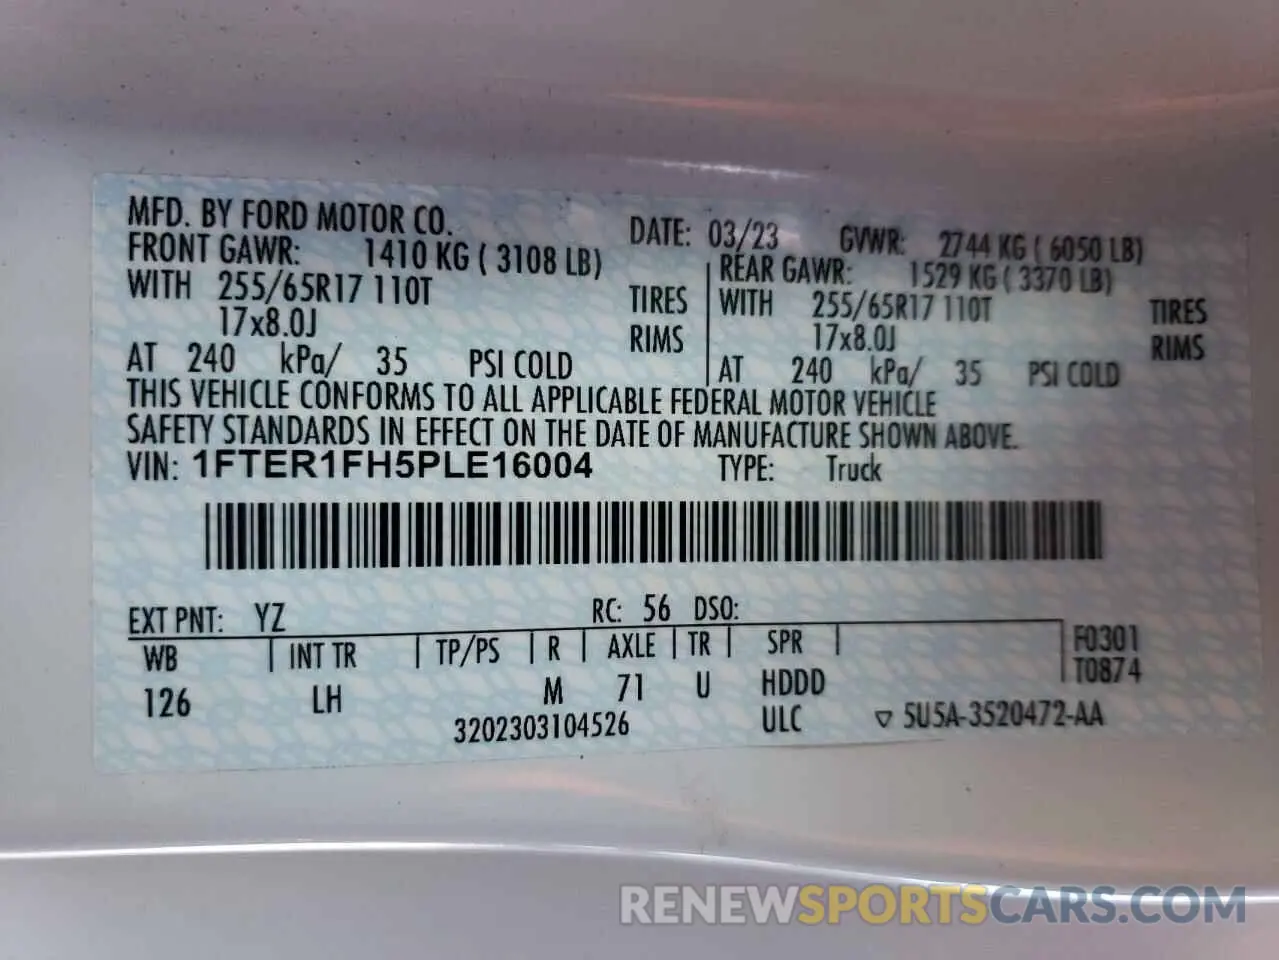 MFD. BY FORD MOTOR CO. DATE: 03/23 GVWR: 2744 KG ( 6050 LB)
FRONT GAWR: 1410 KG ( 3108 LB) REAR GAWR: 1529 KG ( 3370 LB)
WITH 255/65R17 110T TIRES WITH 255/65R17 110T TIRES
17x8.0J RIMS 17x8.0J RIMS
AT 240 kPa/ 35 PSI COLD AT 240 kPa/ 35 PSI COLD
THIS VEHICLE CONFORMS TO ALL APPLICABLE FEDERAL MOTOR VEHICLE
SAFETY STANDARDS IN EFFECT ON THE DATE OF MANUFACTURE SHOWN ABOVE.
VIN: 1FTER1FH5PLE16004 TYPE: Truck
EXT PNT: YZ RC: 56 DSO:
WB INT TR TP/PS R AXLE TR SPR F0301
126 LH M 71 U HDDD T0874
3202303104526 ULC ▽ 5U5A-3520472-AA
RENEWSPORTSCARS.COM